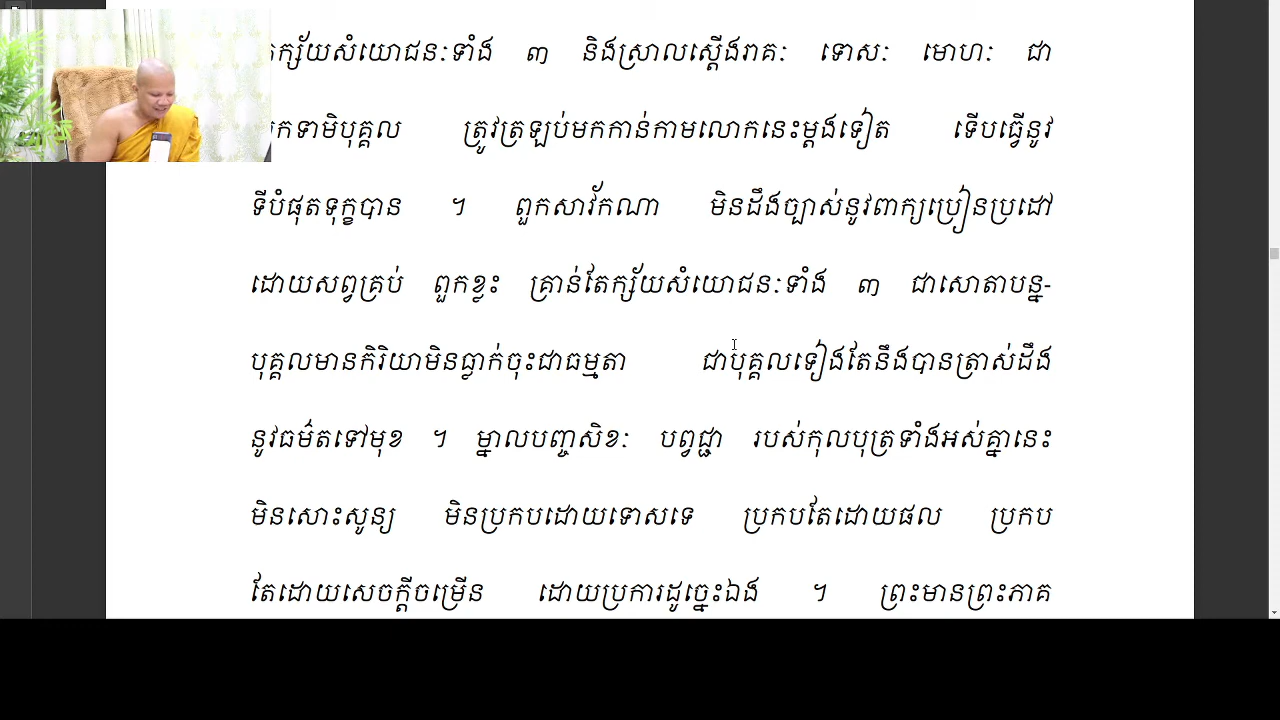 ក្ស័យសំយោជនៈទាំង ៣ និងស្រាលស្តើងរាគៈ ទោសៈ មោហៈ ជា
កទាមិបុគ្គល ត្រូវត្រឡប់មកកាន់កាមលោកនេះម្តងទៀត ទើបធ្វើនូវ
ទីបំផុតទុក្ខបាន ។ ពួកសាវ័កណា មិនដឹងច្បាស់នូវពាក្យប្រៀនប្រដៅ
ដោយសព្វគ្រប់ ពួកខ្លះ គ្រាន់តែក្ស័យសំយោជនៈទាំង ៣ ជាសោតាបន្ន-
បុគ្គលមានកិរិយាមិនធ្លាក់ចុះជាធម្មតា ជាបុគ្គលទៀងតែនឹងបានត្រាស់ដឹង
នូវធម៌តទៅមុខ ។ ម្នាលបញ្ចសិខៈ បព្វជ្ជា របស់កុលបុត្រទាំងអស់គ្នានេះ
មិនសោះសូន្យ មិនប្រកបដោយទោសទេ ប្រកបតែដោយផល ប្រកប
តែដោយសេចក្តីចម្រើន ដោយប្រការដូច្នេះឯង ។ ព្រះមានព្រះភាគ